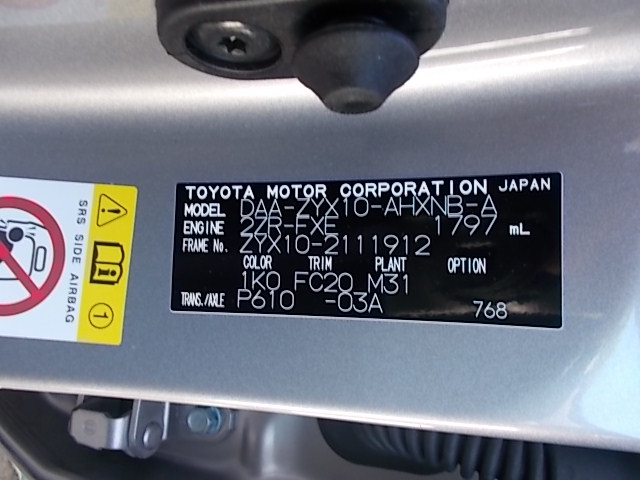 TOYOTA MOTOR CORPORATION JAPAN
MODEL DAA-ZYX10-AHXNB-A
ENGINE 2ZR-FXE 1797 mL
FRAME No. ZYX10-2111912
COLOR TRIM PLANT OPTION
1K0 FC20 M31
TRANS./AXLE P610 -03A
768
SRS SIDE AIRBAG
1